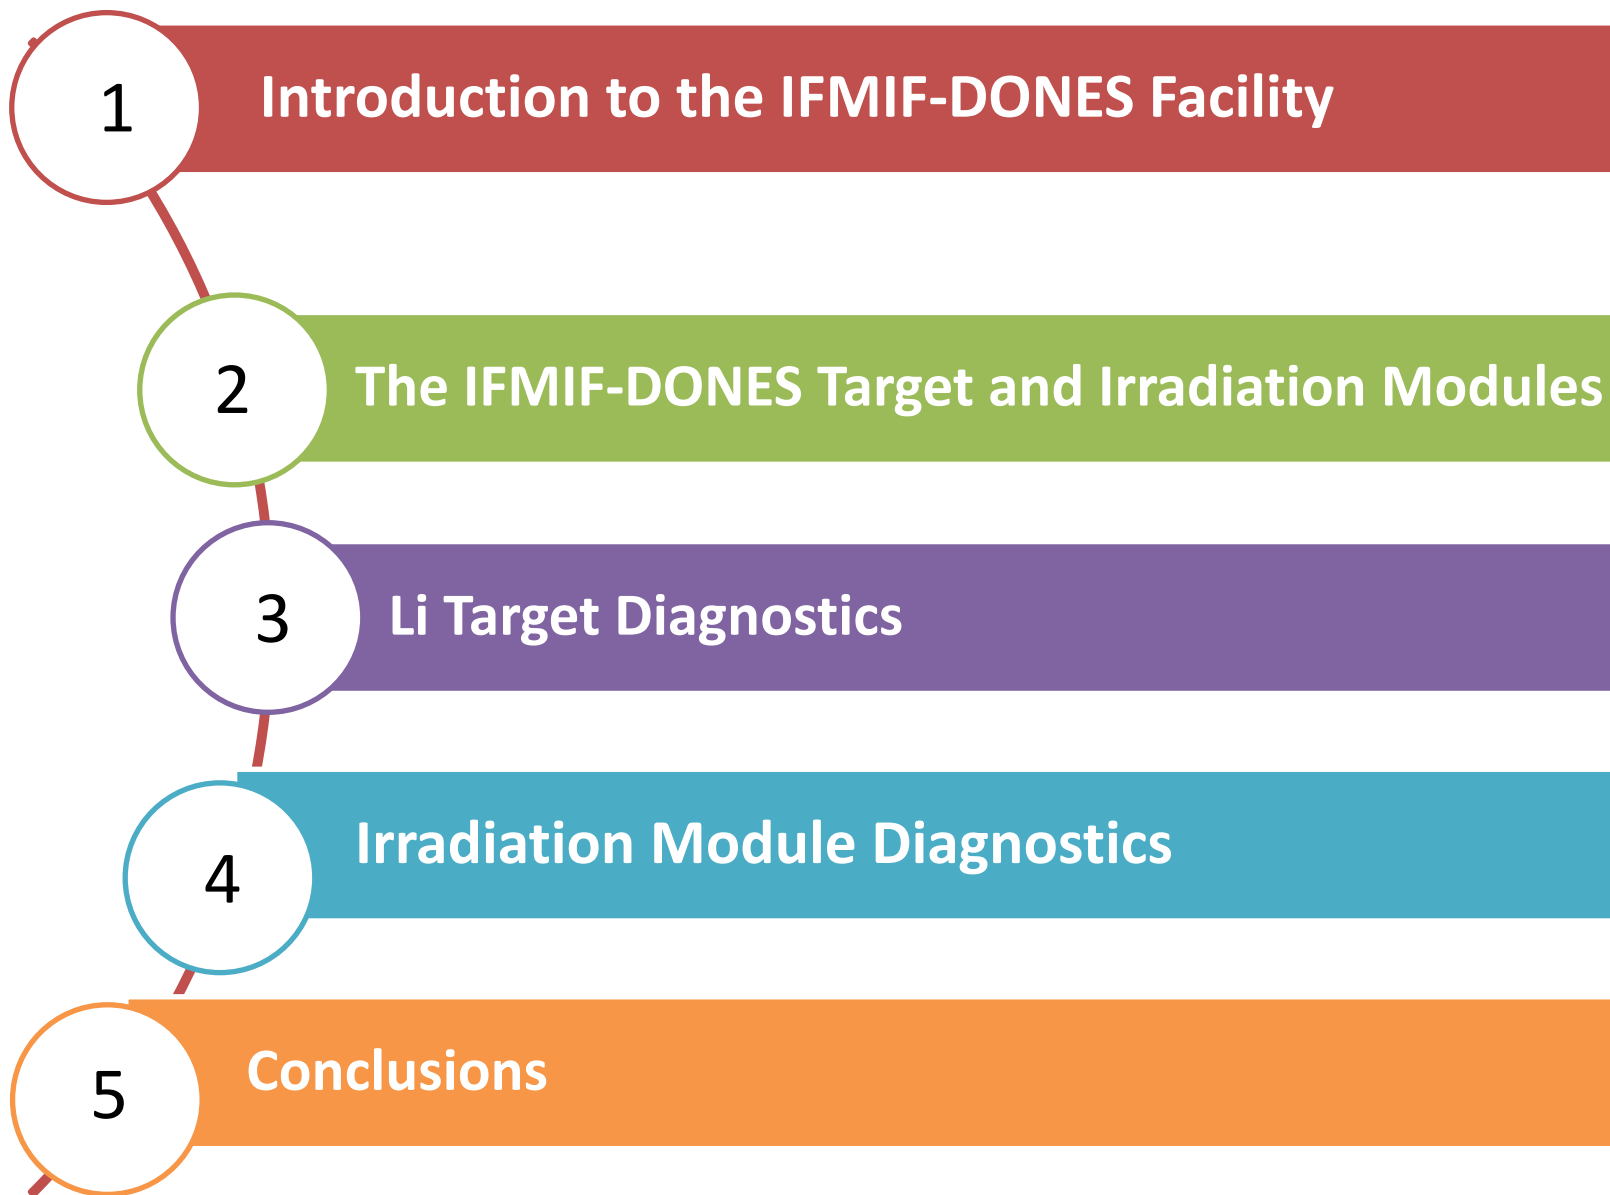 1
Introduction to the IFMIF-DONES Facility
2
The IFMIF-DONES Target and Irradiation Modules
3
Li Target Diagnostics
4
Irradiation Module Diagnostics
5
Conclusions